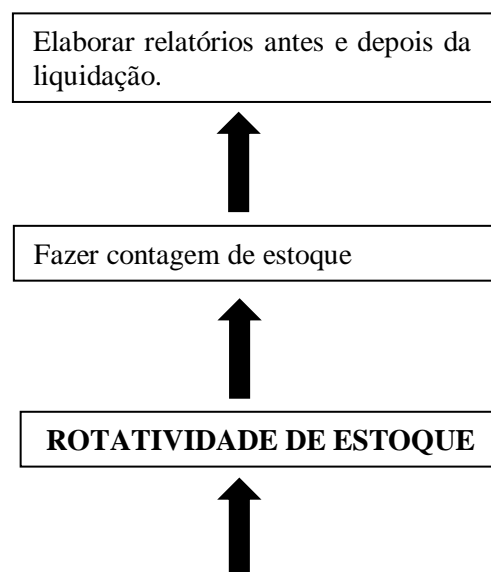 Elaborar relatórios antes e depois da
liquidação.
Fazer contagem de estoque
ROTATIVIDADE DE ESTOQUE